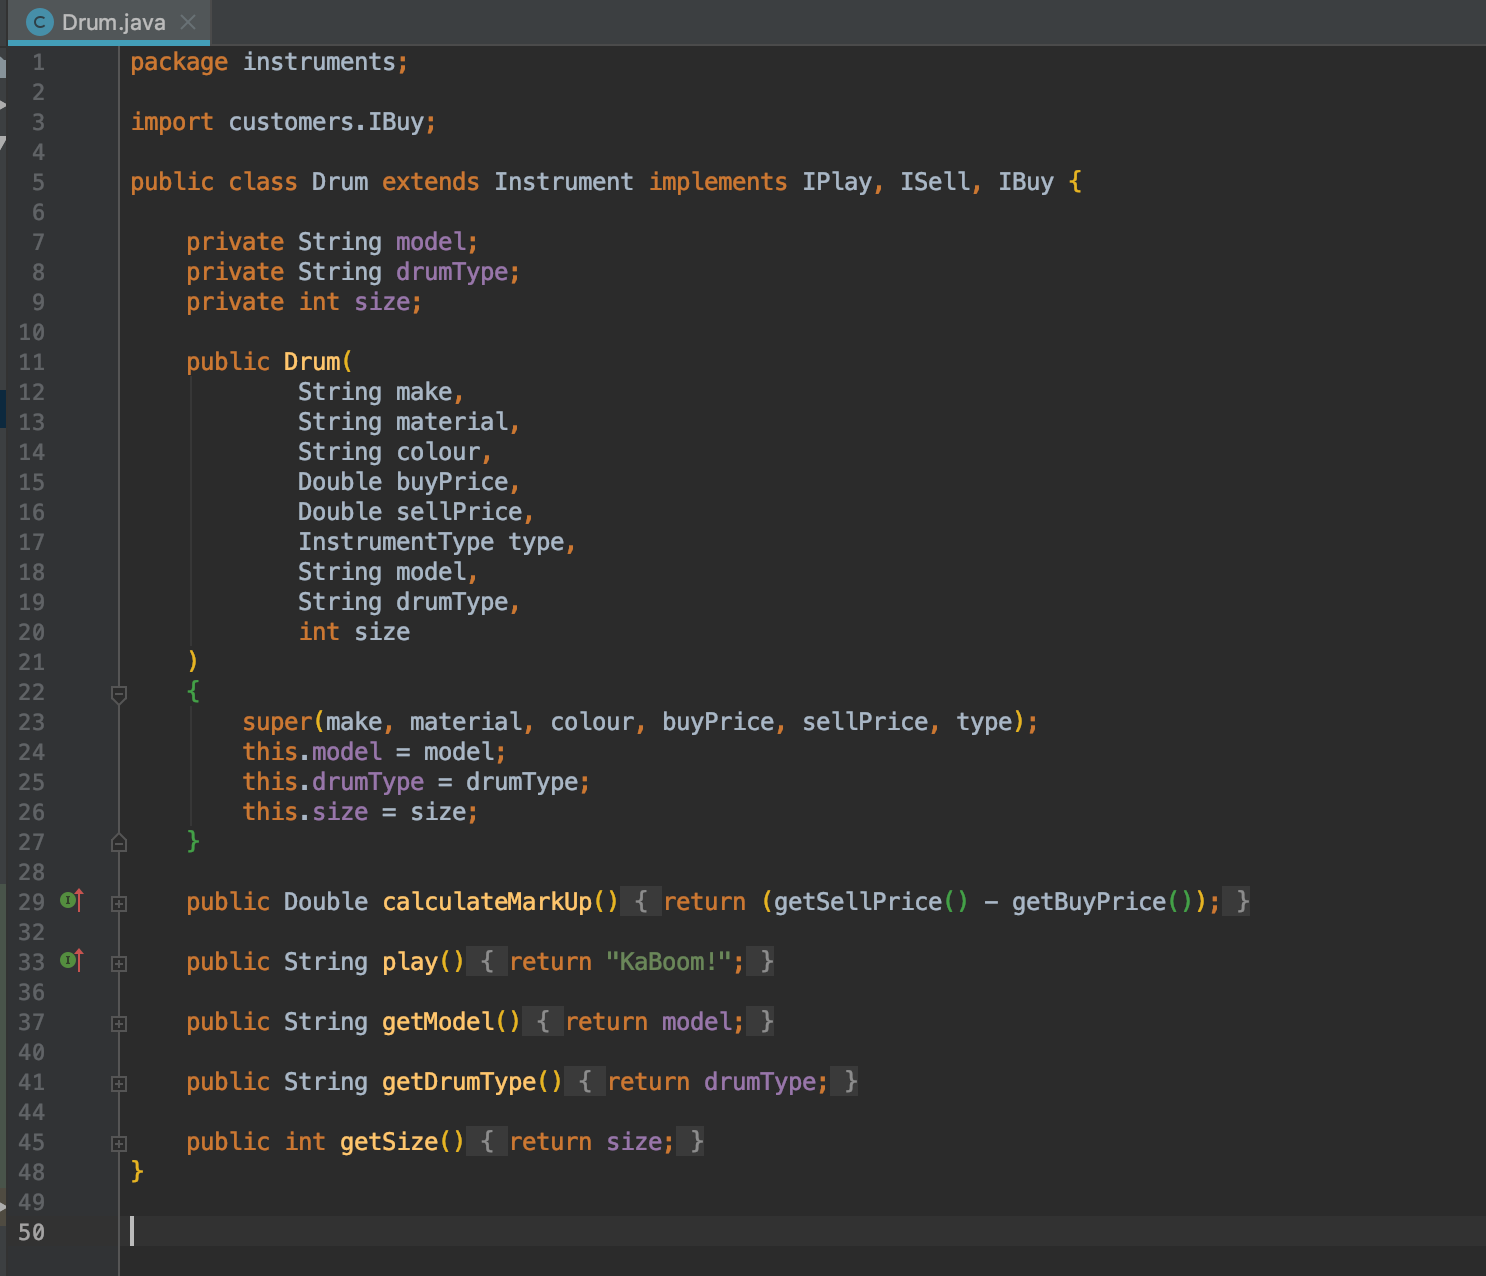 Drum.java
1 package instruments;
2
3 import customers.IBuy;
4
5 public class Drum extends Instrument implements IPlay, ISell, IBuy {
6
7 private String model;
8 private String drumType;
9 private int size;
10
11 public Drum(
12 String make,
13 String material,
14 String colour,
15 Double buyPrice,
16 Double sellPrice,
17 InstrumentType type,
18 String model,
19 String drumType,
20 int size
21 )
22 {
23 super(make, material, colour, buyPrice, sellPrice, type);
24 this.model = model;
25 this.drumType = drumType;
26 this.size = size;
27 }
28
29 public Double calculateMarkUp() { return (getSellPrice() - getBuyPrice()); }
32
33 public String play() { return "KaBoom!"; }
36
37 public String getModel() { return model; }
40
41 public String getDrumType() { return drumType; }
44
45 public int getSize() { return size; }
48 }
49
50